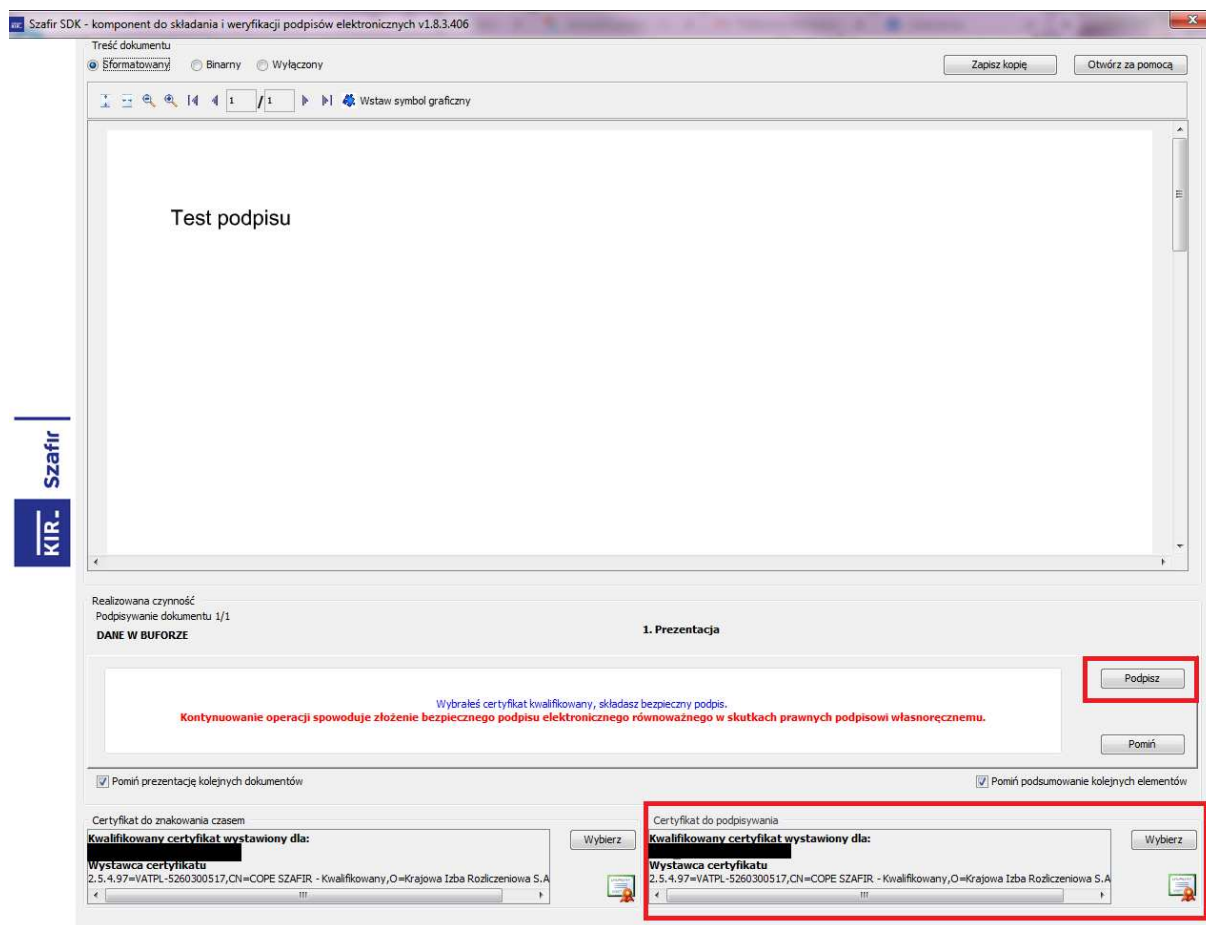 Szafir SDK - komponent do składania i weryfikacji podpisów elektronicznych v1.8.3.406
Treść dokumentu
Sformatowany Binarny Wyłączony Zapisz kopię Otwórz za pomocą
1 / 1 Wstaw symbol graficzny
Test podpisu
KIR. Szafir
Realizowana czynność
Podpisywanie dokumentu 1/1
DANE W BUFORZE
1. Prezentacja
Wybrałeś certyfikat kwalifikowany, składasz bezpieczny podpis.
Kontynuowanie operacji spowoduje złożenie bezpiecznego podpisu elektronicznego równoważnego w skutkach prawnych podpisowi własnoręcznemu.
Podpisz
Pomiń
Pomiń prezentację kolejnych dokumentów Pomiń podsumowanie kolejnych elementów
Certyfikat do znakowania czasem
Kwalifikowany certyfikat wystawiony dla:
Wystawca certyfikatu
2.5.4.97=VATPL-5260300517,CN=COPE SZAFIR - Kwalifikowany,O=Krajowa Izba Rozliczeniowa S.A
Wybierz
Certyfikat do podpisywania
Kwalifikowany certyfikat wystawiony dla:
Wystawca certyfikatu
2.5.4.97=VATPL-5260300517,CN=COPE SZAFIR - Kwalifikowany,O=Krajowa Izba Rozliczeniowa S.A
Wybierz